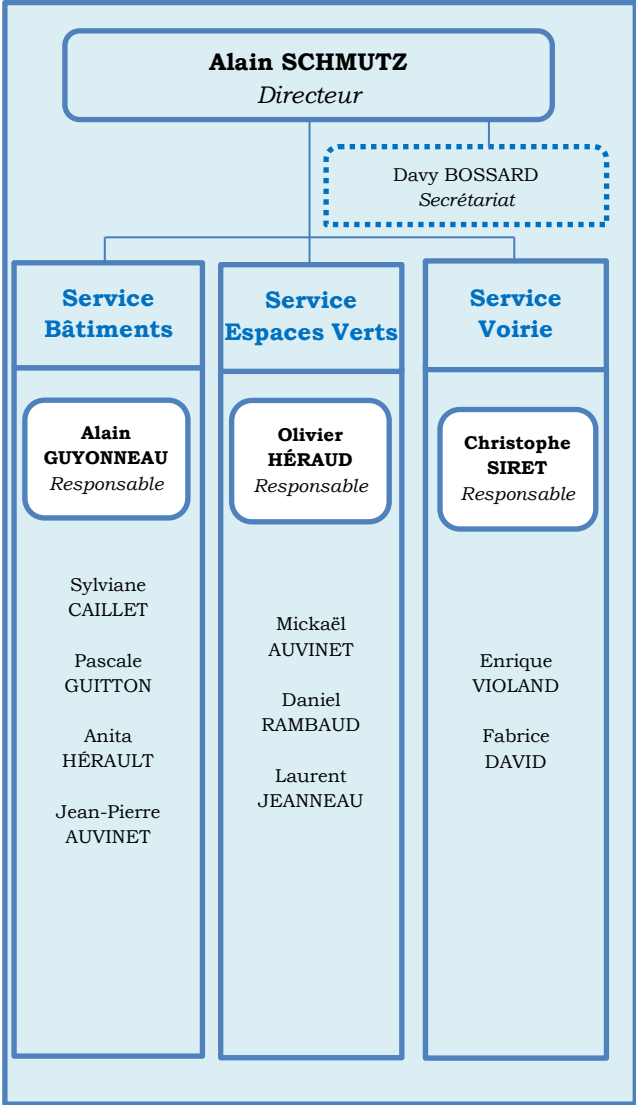 Alain SCHMUTZ
Directeur
Davy BOSSARD
Secrétariat
Service
Bâtiments
Alain
GUYONNEAU
Responsable
Sylviane
CAILLET
Pascale
GUITTON
Anita
HÉRAULT
Jean-Pierre
AUVINET
Service
Espaces Verts
Olivier
HÉRAUD
Responsable
Mickaël
AUVINET
Daniel
RAMBAUD
Laurent
JEANNEAU
Service
Voirie
Christophe
SIRET
Responsable
Enrique
VIOLAND
Fabrice
DAVID